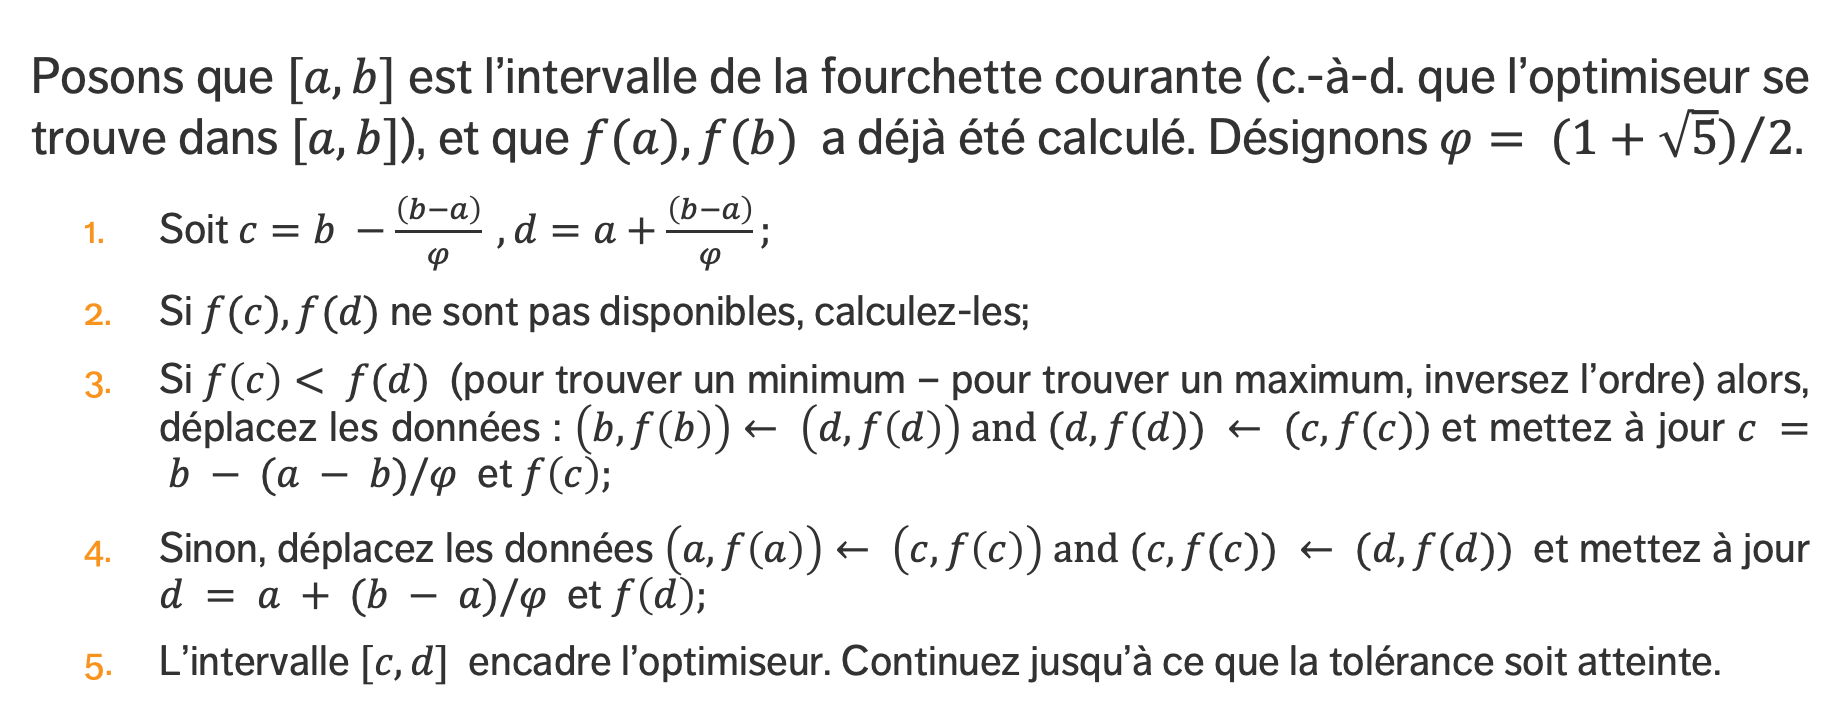 Posons que [a, b] est l’intervalle de la fourchette courante (c.-à-d. que l’optimiseur se
trouve dans [a, b]), et que f(a), f(b) a déjà été calculé. Désignons φ = (1 + √5)/2.
1. Soit c = b − (b−a)/φ , d = a + (b−a)/φ ;
2. Si f(c), f(d) ne sont pas disponibles, calculez-les;
3. Si f(c) < f(d) (pour trouver un minimum – pour trouver un maximum, inversez l’ordre) alors,
déplacez les données : (b, f(b)) ← (d, f(d)) and (d, f(d)) ← (c, f(c)) et mettez à jour c =
b − (a − b)/φ et f(c);
4. Sinon, déplacez les données (a, f(a)) ← (c, f(c)) and (c, f(c)) ← (d, f(d)) et mettez à jour
d = a + (b − a)/φ et f(d);
5. L’intervalle [c, d] encadre l’optimiseur. Continuez jusqu’à ce que la tolérance soit atteinte.